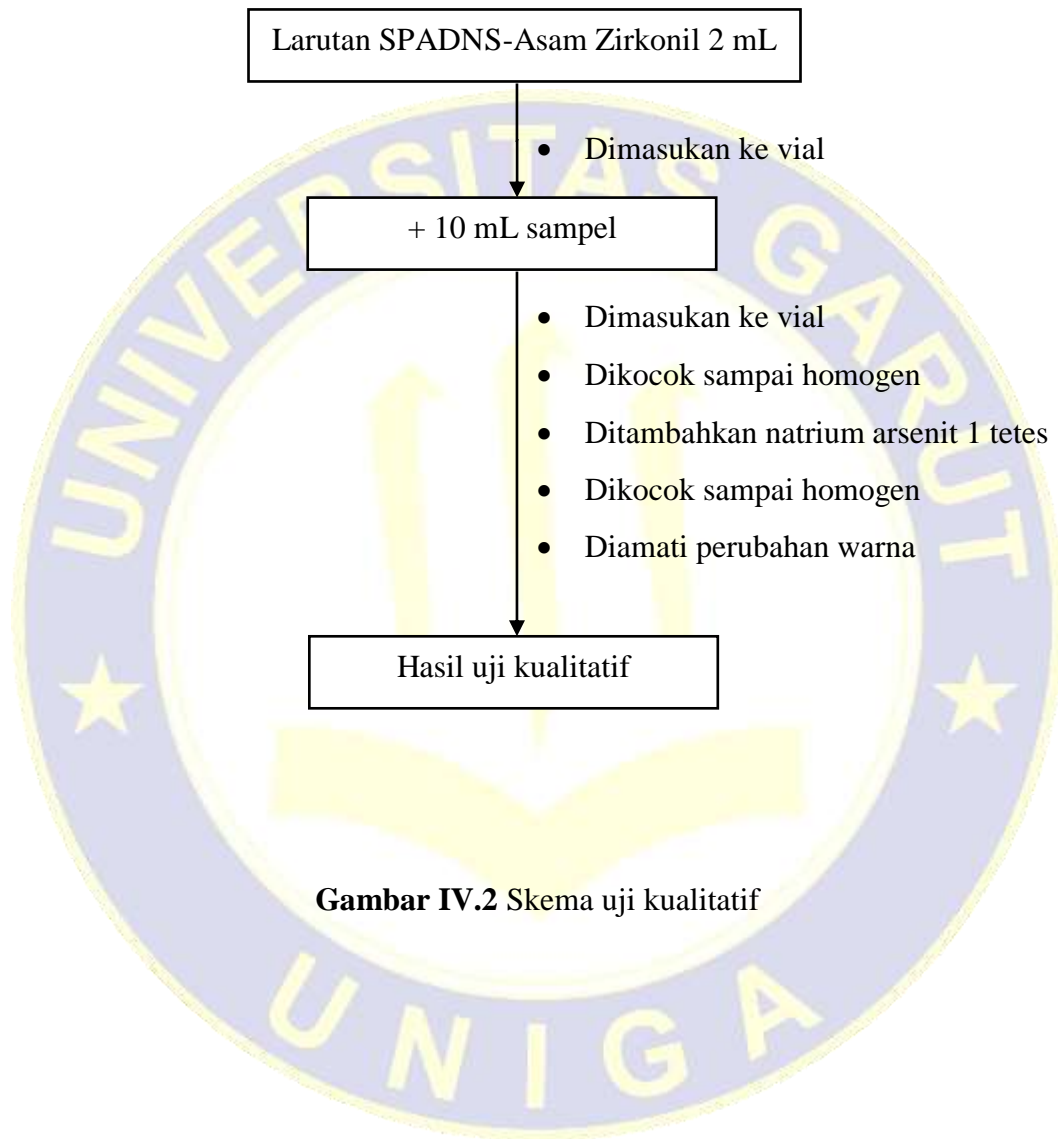 Larutan SPADNS-Asam Zirkonil 2 mL
• Dimasukan ke vial
+ 10 mL sampel
• Dimasukan ke vial
• Dikocok sampai homogen
• Ditambahkan natrium arsenit 1 tetes
• Dikocok sampai homogen
• Diamati perubahan warna
Hasil uji kualitatif
Gambar IV.2 Skema uji kualitatif
UNIVERSITAS GARUT
UNIGA